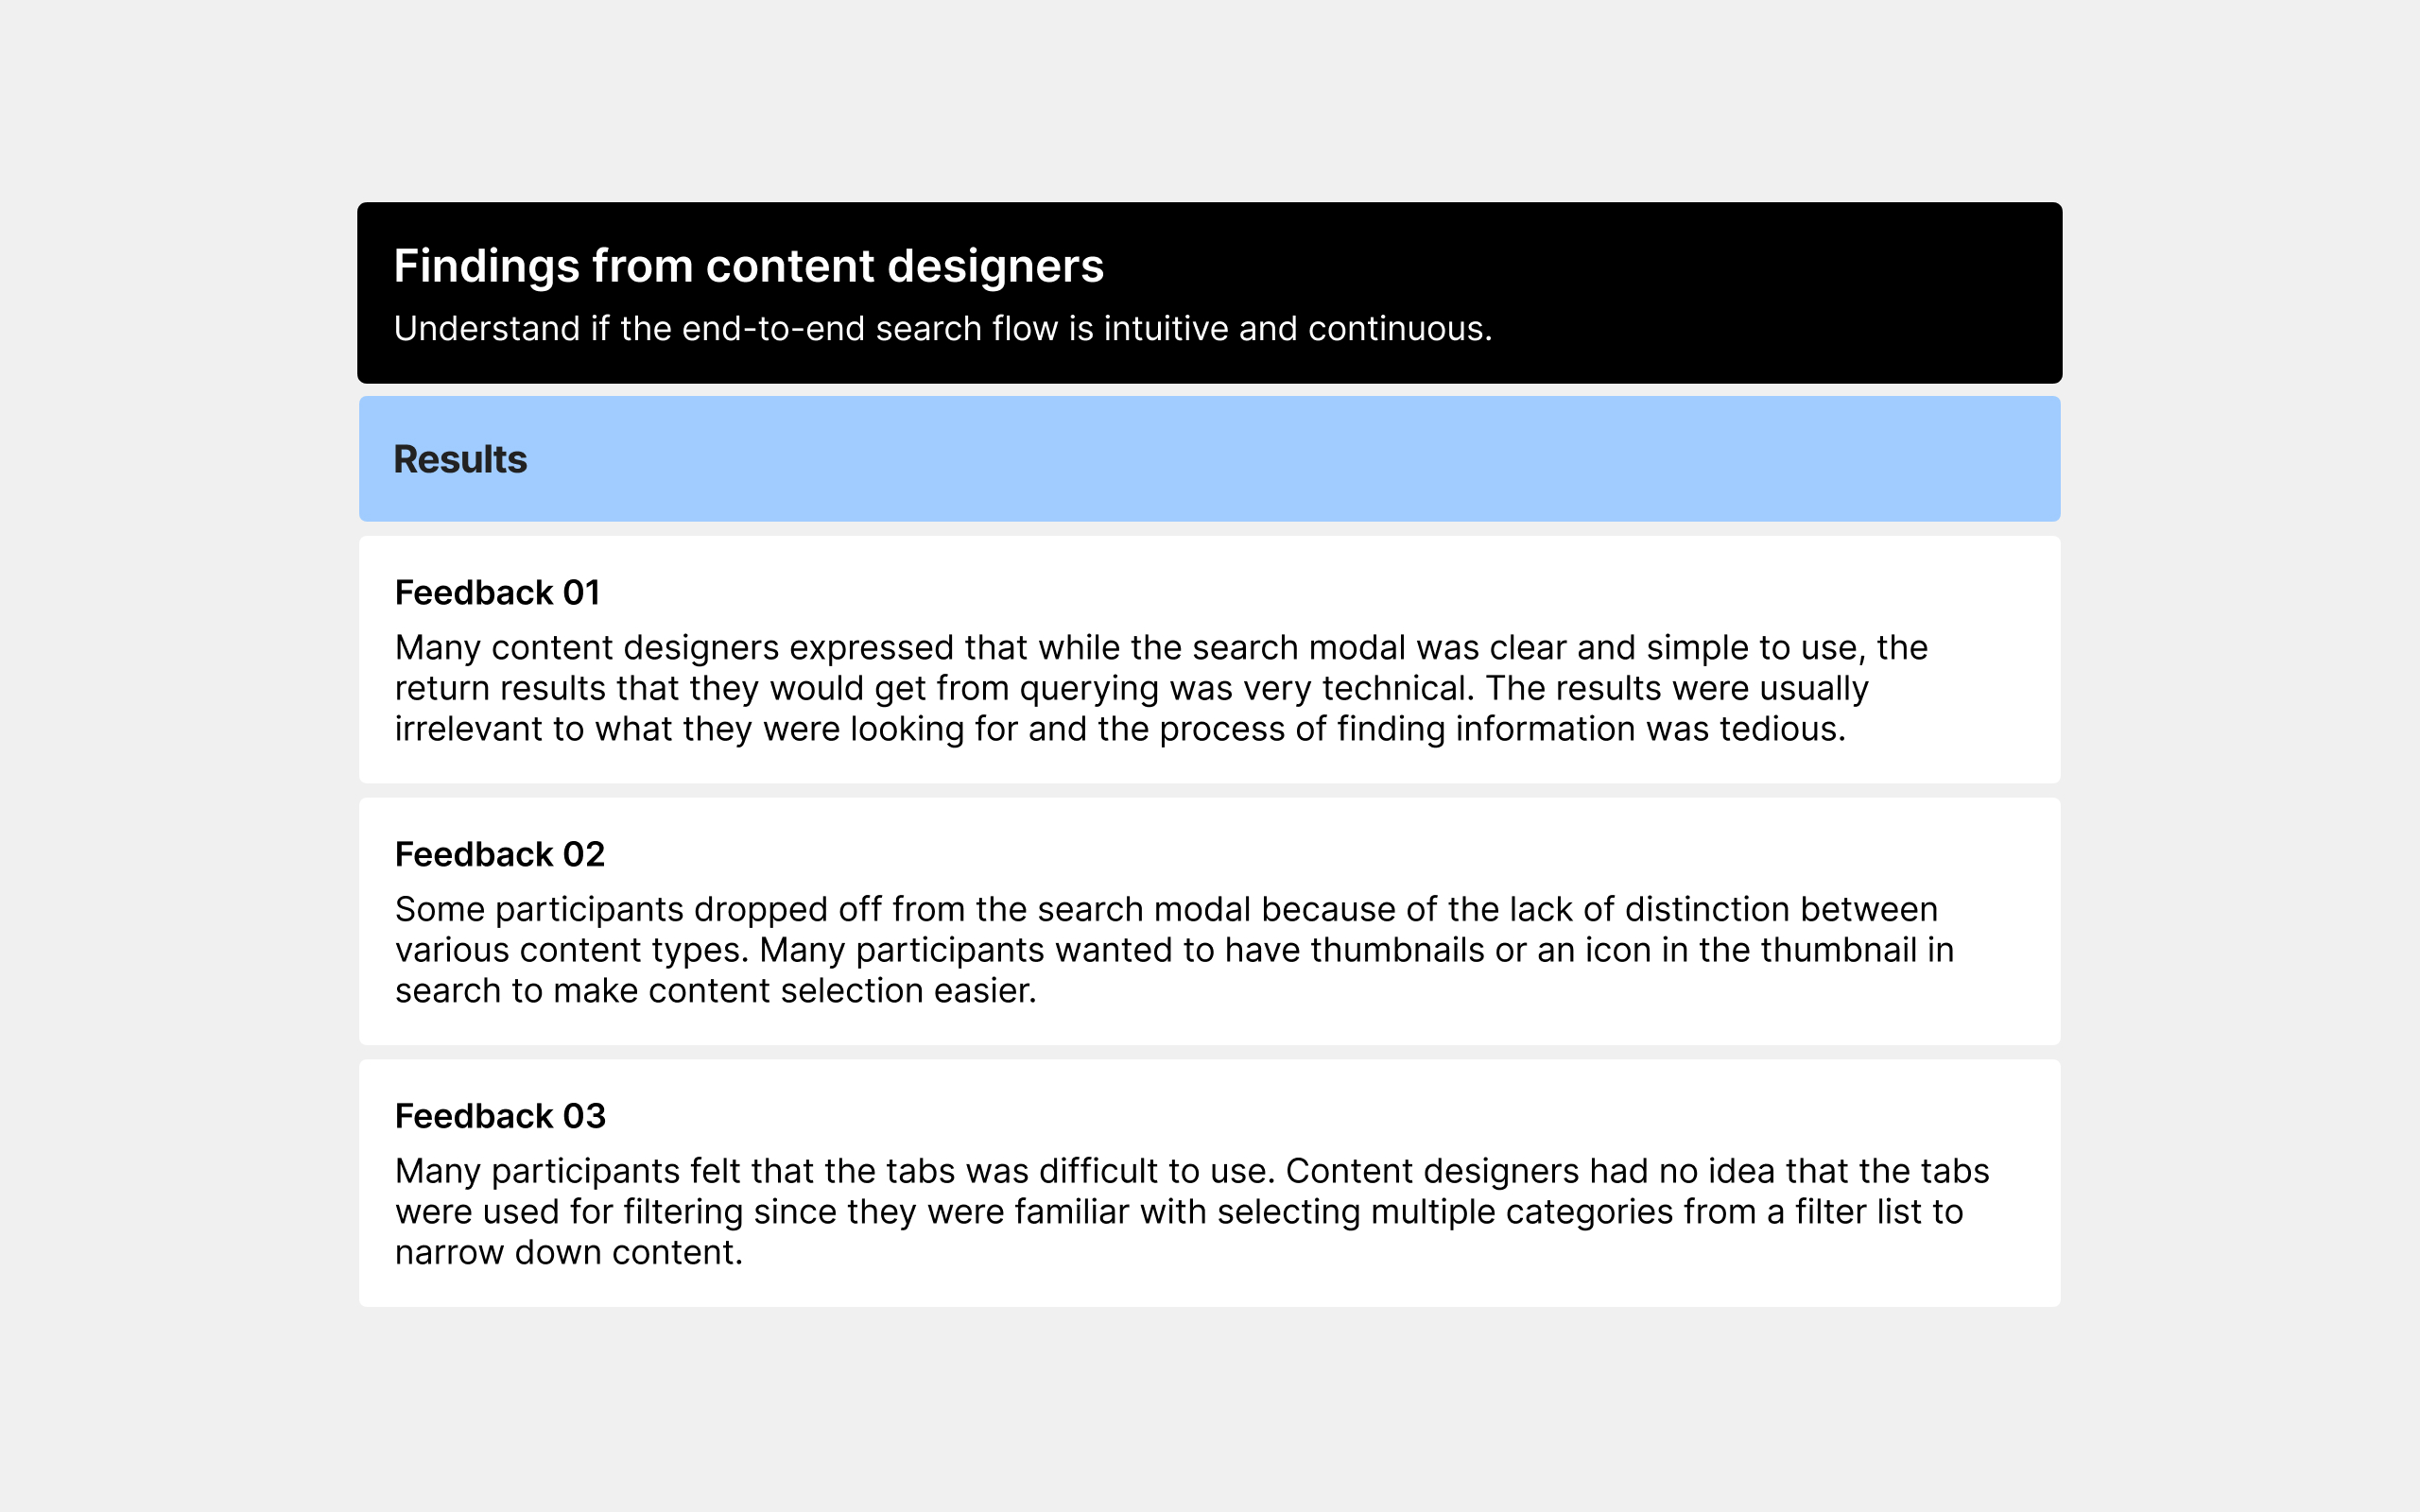 Findings from content designers
Understand if the end-to-end search flow is intuitive and continuous.
Results
Feedback 01
Many content designers expressed that while the search modal was clear and simple to use, the
return results that they would get from querying was very technical. The results were usually
irrelevant to what they were looking for and the process of finding information was tedious.
Feedback 02
Some participants dropped off from the search modal because of the lack of distinction between
various content types. Many participants wanted to have thumbnails or an icon in the thumbnail in
search to make content selection easier.
Feedback 03
Many participants felt that the tabs was difficult to use. Content designers had no idea that the tabs
were used for filtering since they were familiar with selecting multiple categories from a filter list to
narrow down content.